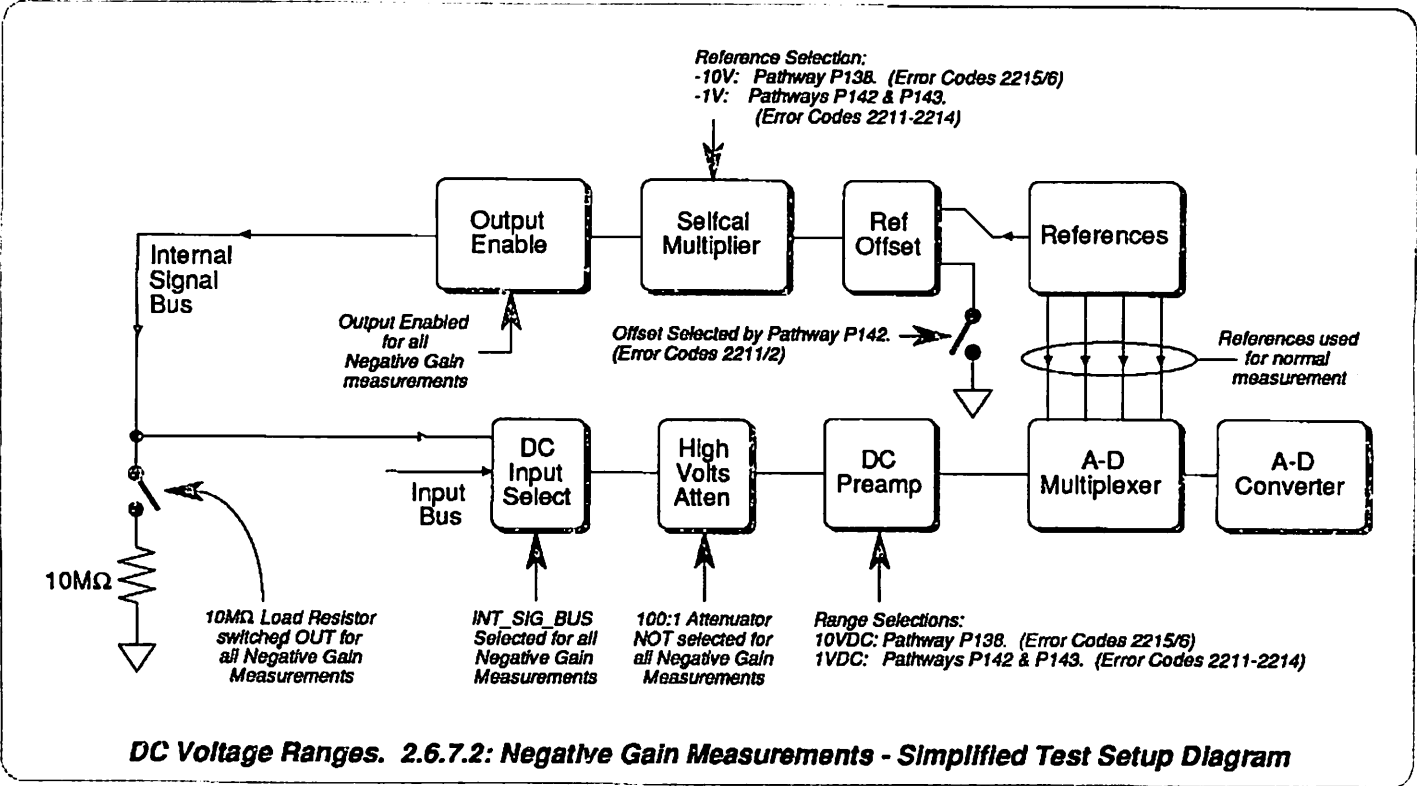 Reference Selection:
-10V: Pathway P138. (Error Codes 2215/6)
-1V: Pathways P142 & P143.
(Error Codes 2211-2214)
Output
Enable
Selfcal
Multiplier
Ref
Offset
References
Internal
Signal
Bus
Output Enabled
for all
Negative Gain
measurements
Offset Selected by Pathway P142.
(Error Codes 2211/2)
References used
for normal
measurement
DC
Input
Select
High
Volts
Atten
DC
Preamp
A-D
Multiplexer
A-D
Converter
Input
Bus
10MΩ
10MΩ Load Resistor
switched OUT for
all Negative Gain
Measurements
INT_SIG_BUS
Selected for all
Negative Gain
Measurements
100:1 Attenuator
NOT selected for
all Negative Gain
Measurements
Range Selections:
10VDC: Pathway P138. (Error Codes 2215/6)
1VDC: Pathways P142 & P143. (Error Codes 2211-2214)
DC Voltage Ranges. 2.6.7.2: Negative Gain Measurements - Simplified Test Setup Diagram